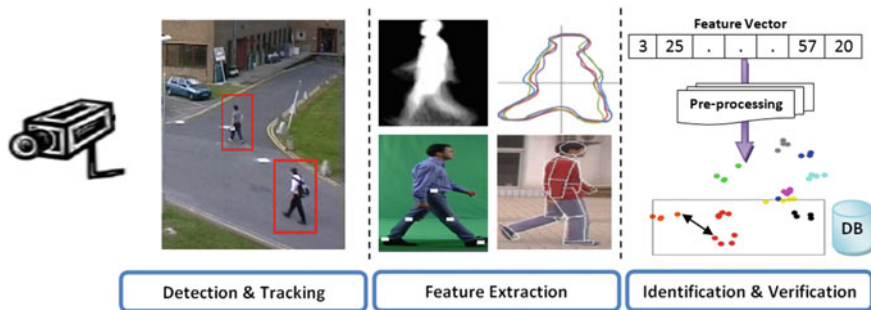 Feature Vector
3 25 . . . 57 20
Pre-processing
DB
Detection & Tracking
Feature Extraction
Identification & Verification